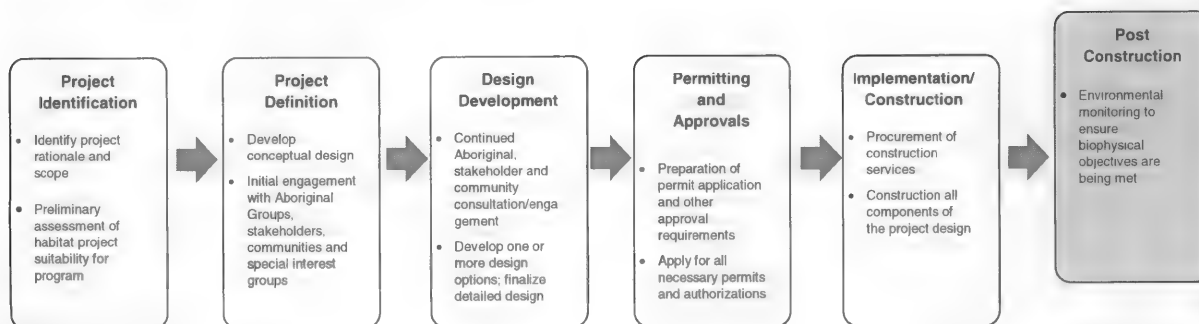 Project
Identification
• Identify project
rationale and
scope
• Preliminary
assessment of
habitat project
suitability for
program
Project
Definition
• Develop
conceptual design
• Initial engagement
with Aboriginal
Groups,
stakeholders,
communities and
special interest
groups
Design
Development
• Continued
Aboriginal,
stakeholder and
community
consultation/enga
gement
• Develop one or
more design
options; finalize
detailed design
Permitting
and
Approvals
• Preparation of
permit application
and other
approval
requirements
• Apply for all
necessary permits
and authorizations
Implementation/
Construction
• Procurement of
construction
services
• Construction all
components of
the project design
Post
Construction
• Environmental
monitoring to
ensure
biophysical
objectives are
being met